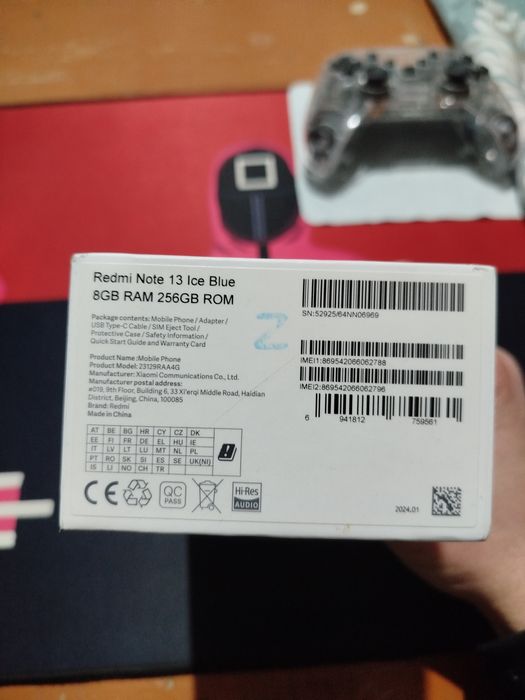 Redmi Note 13 Ice Blue
8GB RAM 256GB ROM
Package contents: Mobile Phone / Adapter /
USB Type-C Cable / SIM Eject Tool /
Protective Case / Safety Information /
Quick Start Guide and Warranty Card
Product Name:Mobile Phone
Product Model: 23129RAA4G
Manufacturer: Xiaomi Communications Co., Ltd.
Manufacturer postal address:
#019, 9th Floor, Building 6, 33 Xi'erqi Middle Road, Haidian
District, Beijing, China, 100085
Brand: Redmi
Made in China
AT BE BG HR CY CZ DK
EE FI FR DE EL HU IE
IT LV LT LU MT NL PL
PT RO SK SI ES SE UK(NI)
IS LI NO CH TR
CE
QC
PASS
Hi-Res
AUDIO
Z
SN:52925/64NN06969
IMEI1:869542066062788
IMEI2:869542066062796
6 941812 759561
2024.01